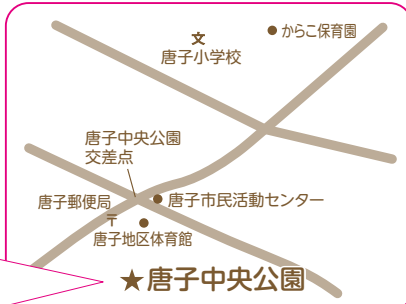 文
唐子小学校
● からこ保育園
唐子中央公園
交差点
唐子郵便局
〒
● 唐子市民活動センター
●
唐子地区体育館
★唐子中央公園